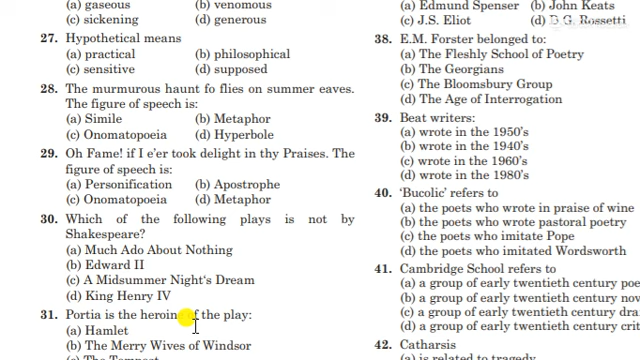 (a) gaseous (b) venomous
(c) sickening (d) generous
27. Hypothetical means
(a) practical (b) philosophical
(c) sensitive (d) supposed
28. The murmurous haunt fo flies on summer eaves.
The figure of speech is:
(a) Simile (b) Metaphor
(c) Onomatopoeia (d) Hyperbole
29. Oh Fame! if I e'er took delight in thy Praises. The
figure of speech is:
(a) Personification (b) Apostrophe
(c) Onomatopoeia (d) Metaphor
30. Which of the following plays is not by
Shakespeare?
(a) Much Ado About Nothing
(b) Edward II
(c) A Midsummer Night's Dream
(d) King Henry IV
31. Portia is the heroine of the play:
(a) Hamlet
(b) The Merry Wives of Windsor
(c) The Tempest
(a) Edmund Spenser (b) John Keats
(c) J.S. Eliot (d) D.G. Rossetti
38. E.M. Forster belonged to:
(a) The Fleshly School of Poetry
(b) The Georgians
(c) The Bloomsbury Group
(d) The Age of Interrogation
39. Beat writers:
(a) wrote in the 1950's
(b) wrote in the 1940's
(c) wrote in the 1960's
(d) wrote in the 1980's
40. 'Bucolic' refers to
(a) the poets who wrote in praise of wine
(b) the poets who wrote pastoral poetry
(c) the poets who imitate Pope
(d) the poets who imitated Wordsworth
41. Cambridge School refers to
(a) a group of early twentieth century
(b) a group of early twentieth century
(c) a group of early twentieth century
(d) a group of early twentieth century
42. Catharsis
(a) is related to tragedy